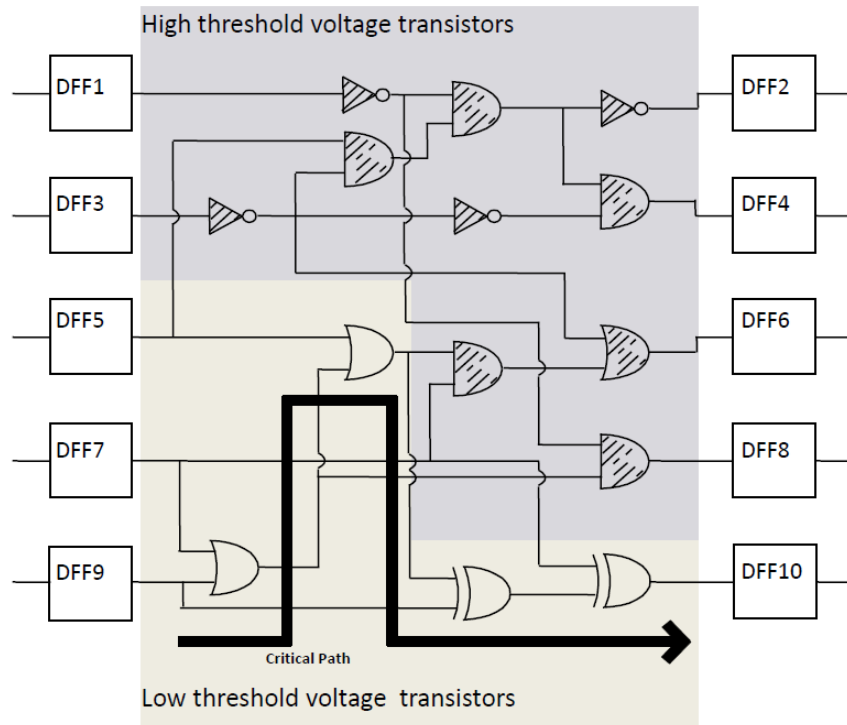 High threshold voltage transistors
DFF1
DFF2
DFF3
DFF4
DFF5
DFF6
DFF7
DFF8
DFF9
DFF10
Critical Path
Low threshold voltage transistors